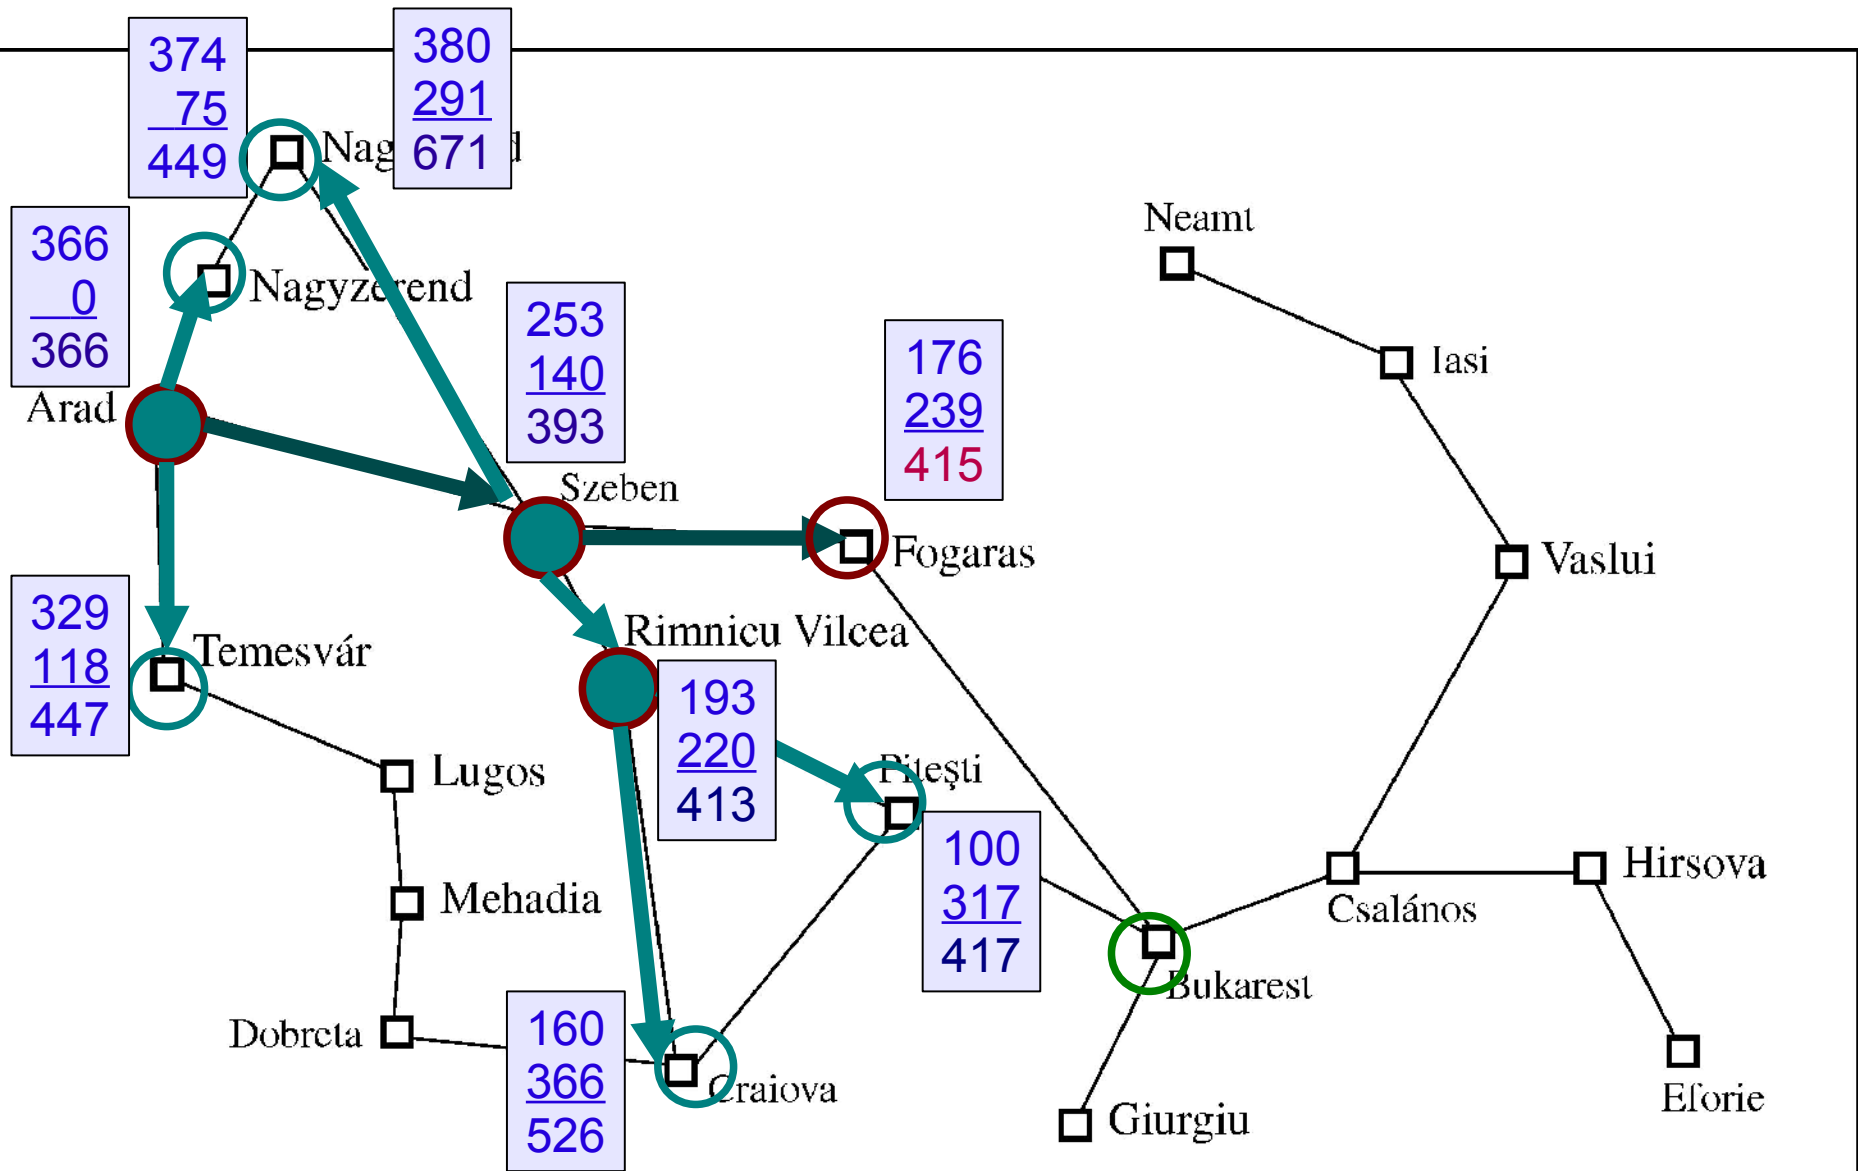 374
75
449
380
291
671
Neamt
366
0
366
Nagyzerend
253
140
393
176
239
415
Iasi
Arad
Szeben
Fogaras
Vaslui
329
118
447
Temesvár
Rimnicu Vilcea
193
220
413
Lugos
Piteşti
100
317
417
Mehadia
Hirsova
Csalános
Bukarest
Dobreta
160
366
526
Craiova
Giurgiu
Eforie